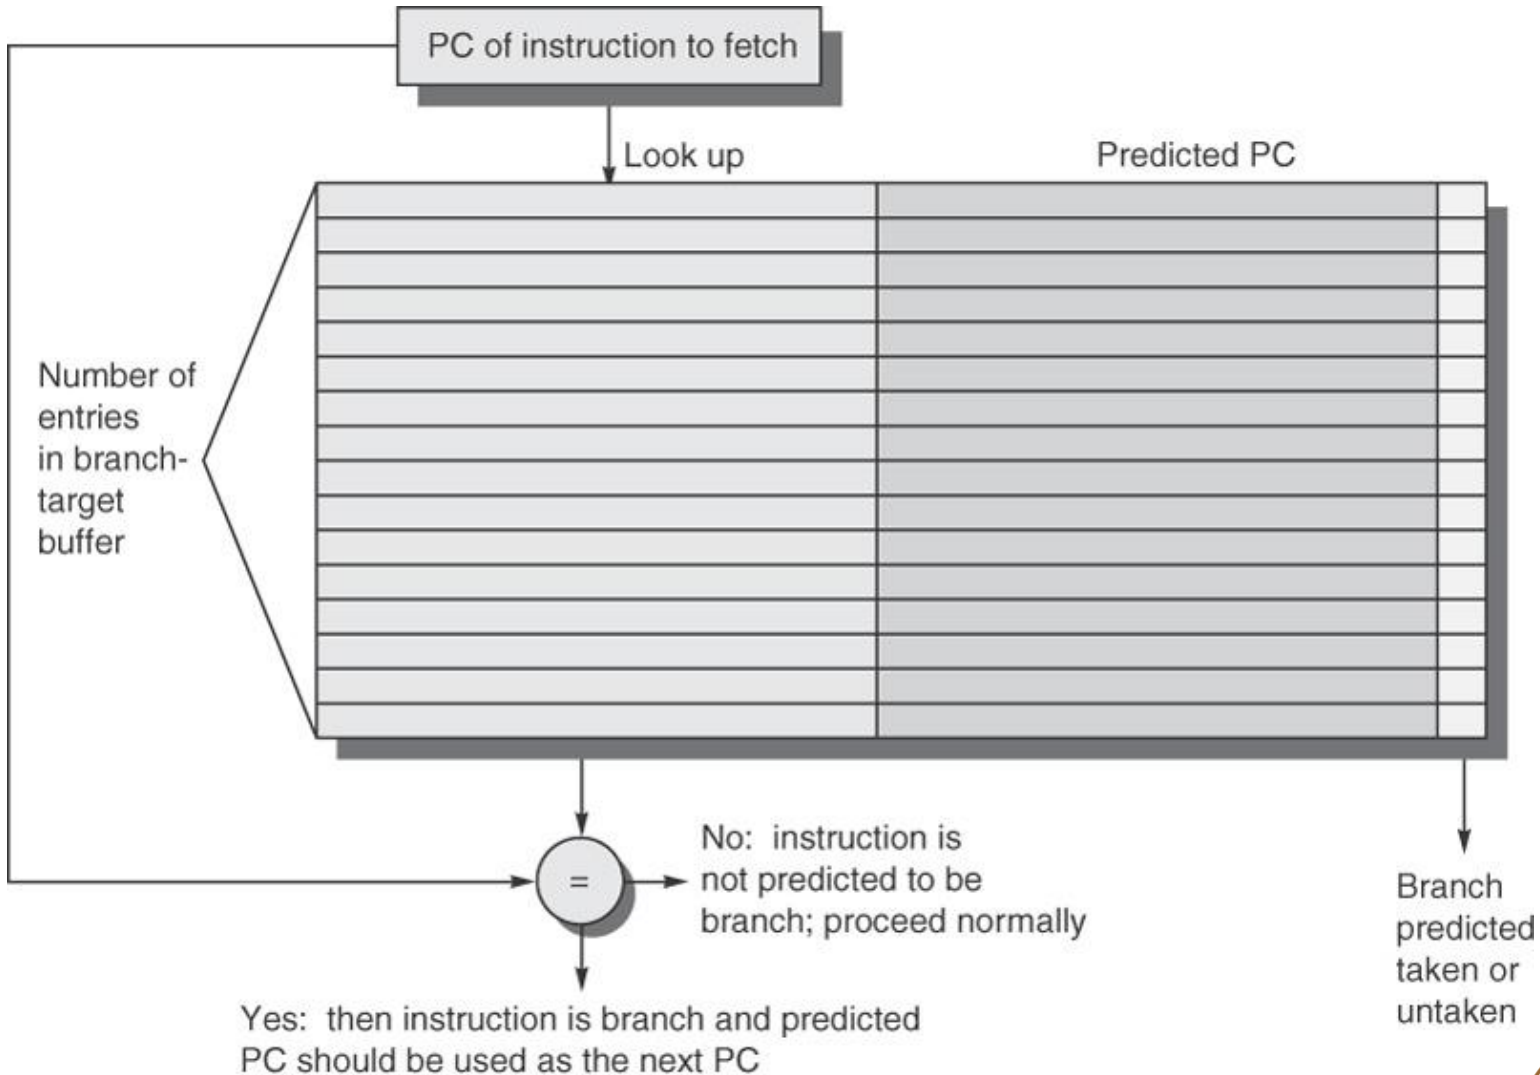 PC of instruction to fetch
Look up
Predicted PC
Number of
entries
in branch-
target
buffer
=
No: instruction is
not predicted to be
branch; proceed normally
Branch
predicted
taken or
untaken
Yes: then instruction is branch and predicted
PC should be used as the next PC